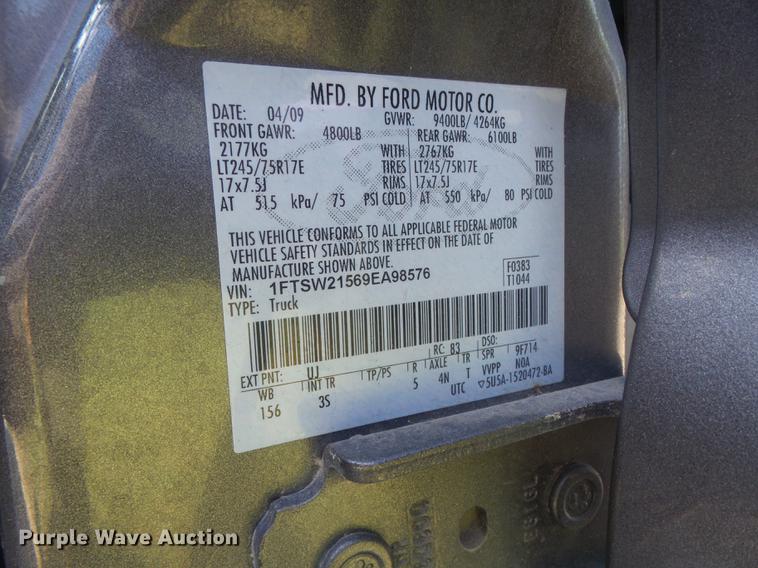 MFD. BY FORD MOTOR CO.
DATE: 04/09 GVWR: 9400LB/ 4264KG
FRONT GAWR: 4800LB REAR GAWR: 6100LB
2177KG WITH 2767KG WITH
LT245/75R17E TIRES LT245/75R17E TIRES
17x7.5J RIMS 17x7.5J RIMS
AT 515 kPa/ 75 PSI COLD AT 550 kPa/ 80 PSI COLD
THIS VEHICLE CONFORMS TO ALL APPLICABLE FEDERAL MOTOR
VEHICLE SAFETY STANDARDS IN EFFECT ON THE DATE OF
MANUFACTURE SHOWN ABOVE.
VIN: 1FTSW21569EA98576 F0383
TYPE: Truck T1044
EXT PNT: UJ RC: 83 DSO:
WB INT TR TP/PS R AXLE TR SPR 9F714
156 3S 5 4N T VVPP N0A
UTC ▽5U5A-1520472-BA
Purple Wave Auction